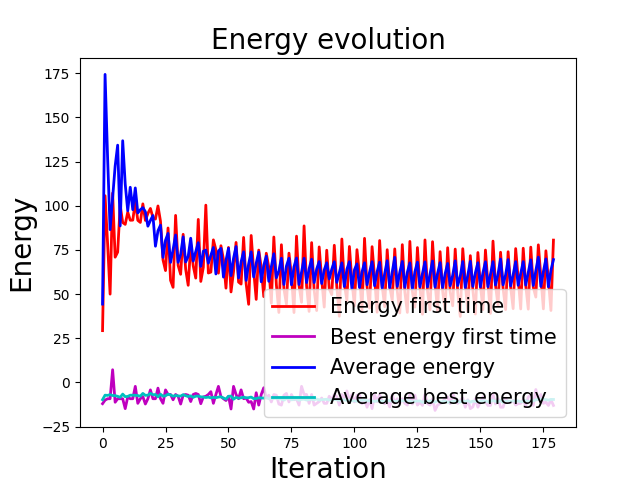 Energy evolution
Energy
175
150
125
100
75
50
25
0
−25
Energy first time
Best energy first time
Average energy
Average best energy
0 25 50 75 100 125 150 175
Iteration